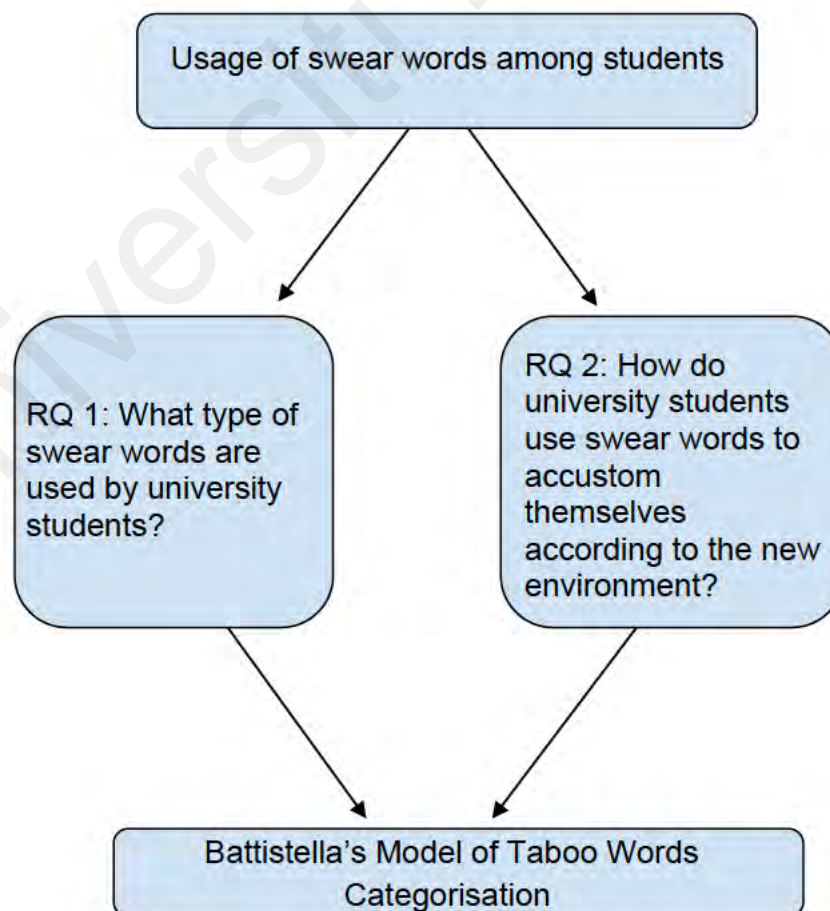 Usage of swear words among students
RQ 1: What type of
swear words are
used by university
students?
RQ 2: How do
university students
use swear words to
accustom
themselves
according to the new
environment?
Battistella’s Model of Taboo Words
Categorisation